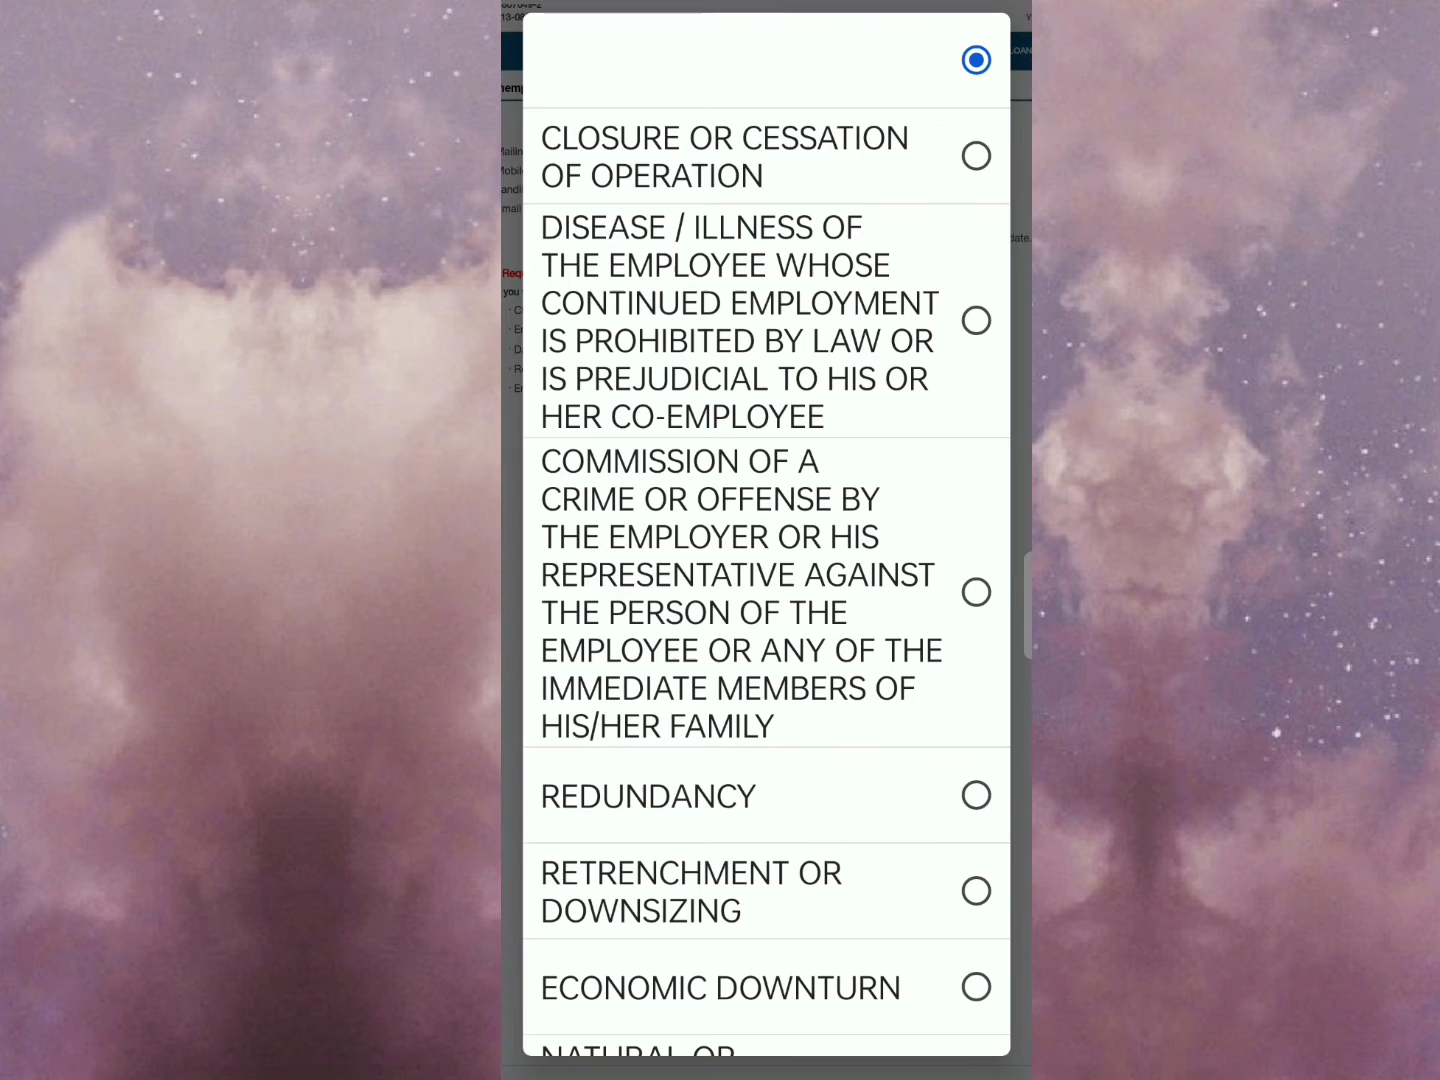 CLOSURE OR CESSATION
OF OPERATION
DISEASE / ILLNESS OF
THE EMPLOYEE WHOSE
CONTINUED EMPLOYMENT
IS PROHIBITED BY LAW OR
IS PREJUDICIAL TO HIS OR
HER CO-EMPLOYEE
COMMISSION OF A
CRIME OR OFFENSE BY
THE EMPLOYER OR HIS
REPRESENTATIVE AGAINST
THE PERSON OF THE
EMPLOYEE OR ANY OF THE
IMMEDIATE MEMBERS OF
HIS/HER FAMILY
REDUNDANCY
RETRENCHMENT OR
DOWNSIZING
ECONOMIC DOWNTURN
NATURAL OR